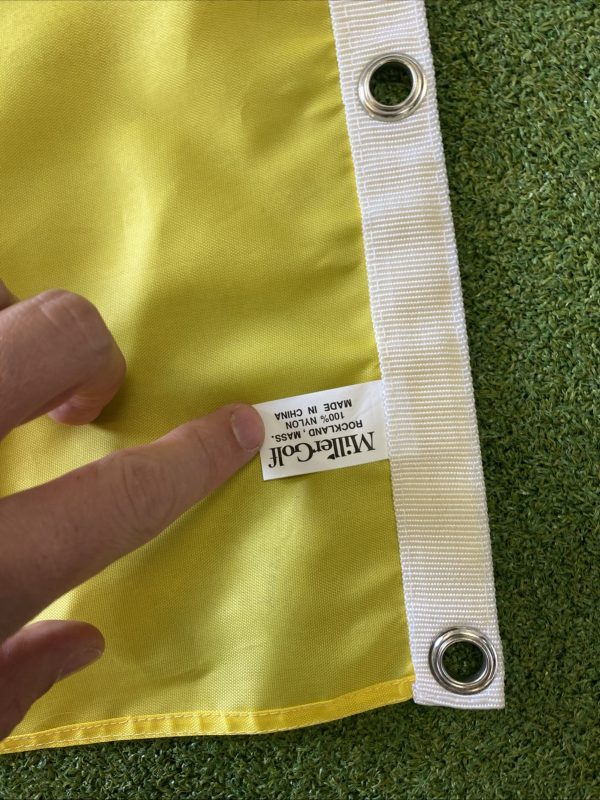 MillerGolf
ROCKLAND, MASS.
100% NYLON
MADE IN CHINA